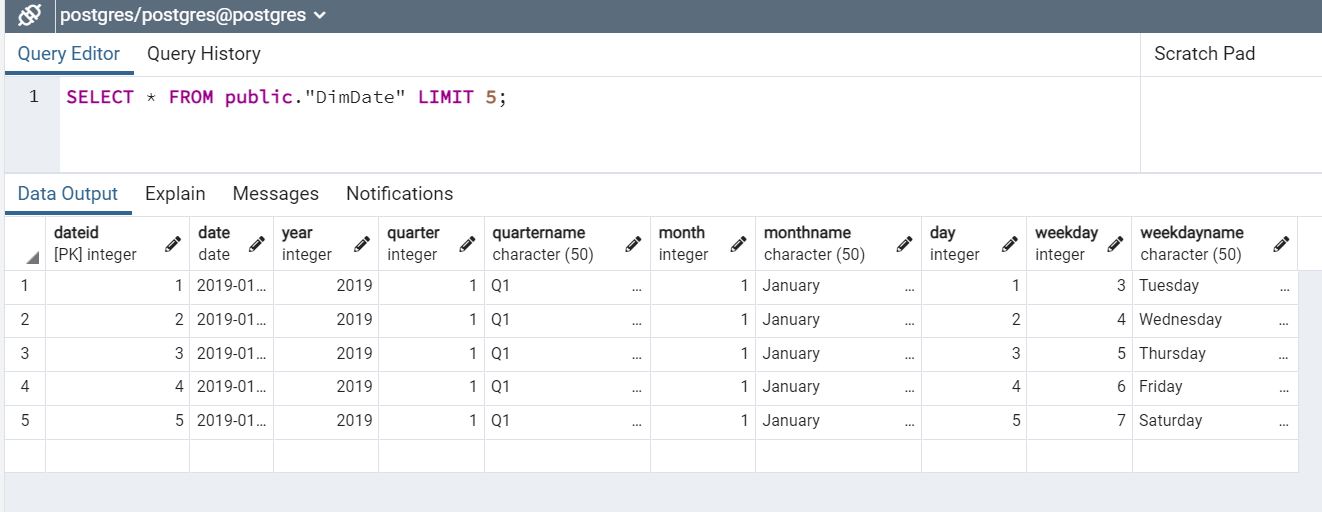 postgres/postgres@postgres
Query Editor Query History Scratch Pad
1 SELECT * FROM public."DimDate" LIMIT 5;
Data Output Explain Messages Notifications
dateid date year quarter quartername month monthname day weekday weekdayname
[PK] integer date integer integer character (50) integer character (50) integer integer character (50)
1 1 2019-01... 2019 1 Q1 ... 1 January ... 1 3 Tuesday ...
2 2 2019-01... 2019 1 Q1 ... 1 January ... 2 4 Wednesday ...
3 3 2019-01... 2019 1 Q1 ... 1 January ... 3 5 Thursday ...
4 4 2019-01... 2019 1 Q1 ... 1 January ... 4 6 Friday ...
5 5 2019-01... 2019 1 Q1 ... 1 January ... 5 7 Saturday ...